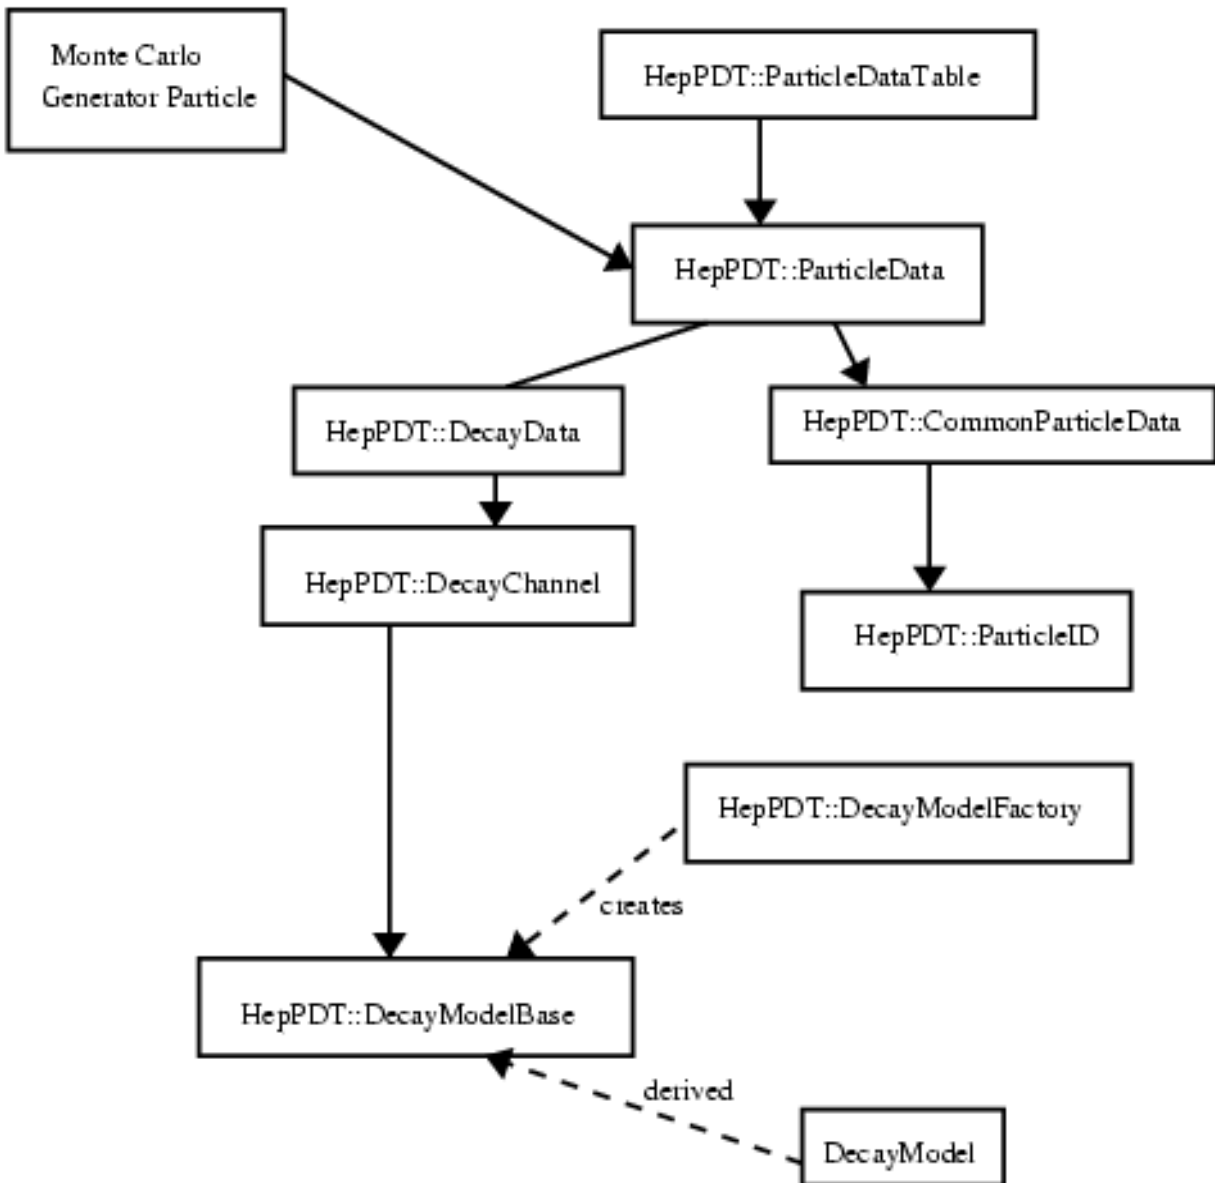 Monte Carlo
Generator Particle
HepPDT::ParticleDataTable
HepPDT::ParticleData
HepPDT::DecayData
HepPDT::CommonParticleData
HepPDT::DecayChannel
HepPDT::ParticleID
HepPDT::DecayModelFactory
creates
HepPDT::DecayModelBase
derived
DecayModel